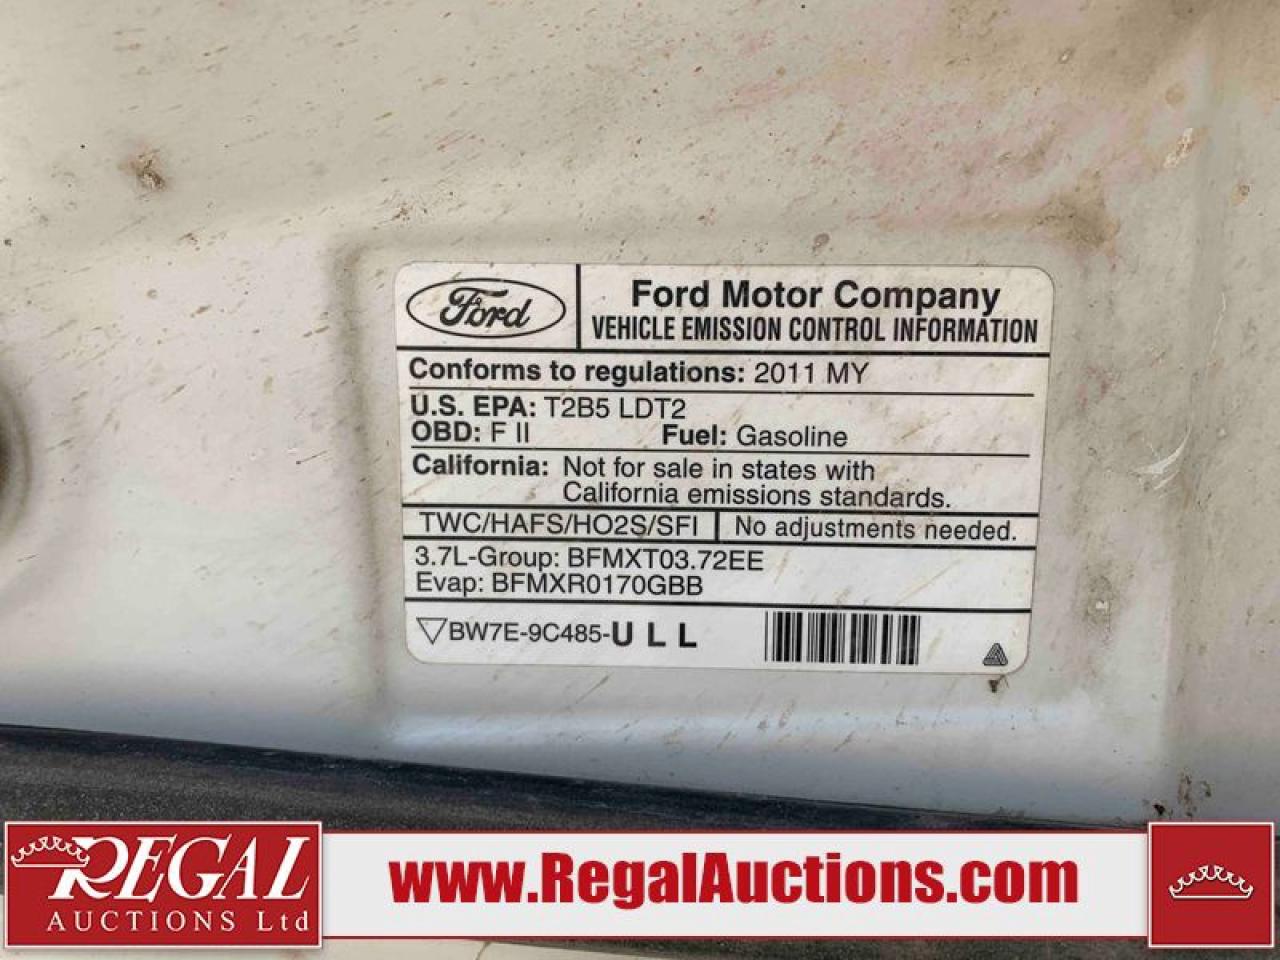 Ford
Ford Motor Company
VEHICLE EMISSION CONTROL INFORMATION
Conforms to regulations: 2011 MY
U.S. EPA: T2B5 LDT2
OBD: F II Fuel: Gasoline
California: Not for sale in states with
California emissions standards.
TWC/HAFS/HO2S/SFI No adjustments needed.
3.7L-Group: BFMXT03.72EE
Evap: BFMXR0170GBB
BW7E-9C485-ULL
REGAL
AUCTIONS Ltd
www.RegalAuctions.com